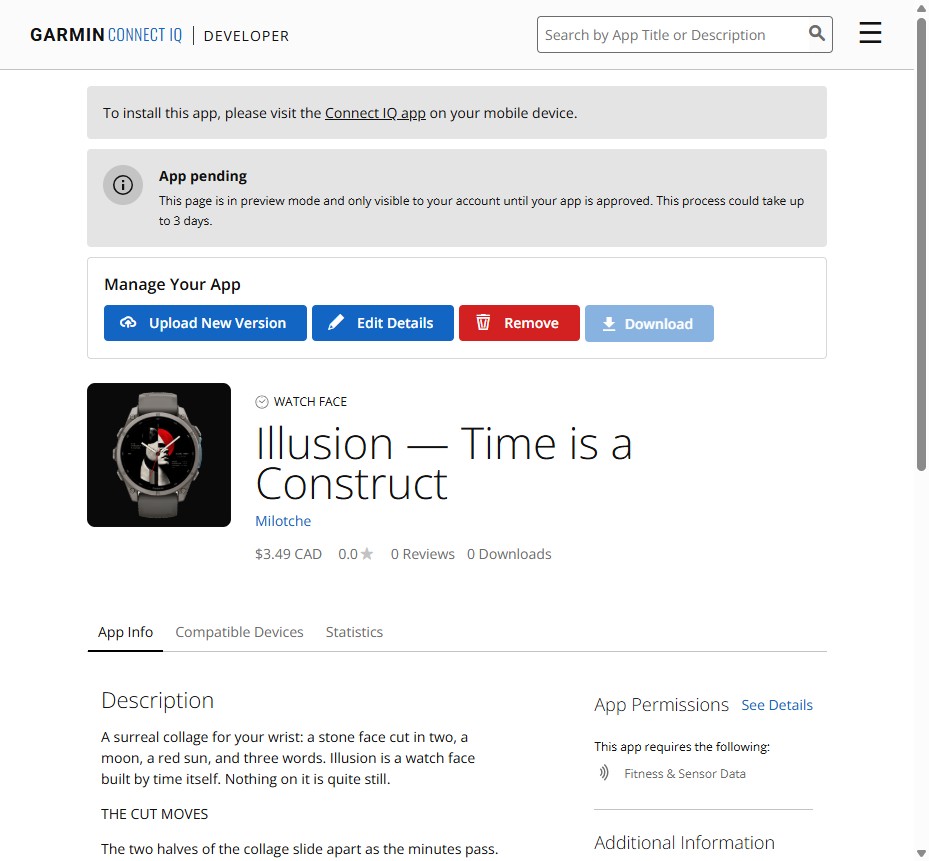 GARMIN CONNECT IQ | DEVELOPER
Search by App Title or Description
To install this app, please visit the Connect IQ app on your mobile device.
App pending
This page is in preview mode and only visible to your account until your app is approved. This process could take up
to 3 days.
Manage Your App
Upload New Version
Edit Details
Remove
Download
WATCH FACE
Illusion — Time is a
Construct
Milotche
$3.49 CAD 0.0★ 0 Reviews 0 Downloads
App Info Compatible Devices Statistics
Description
A surreal collage for your wrist: a stone face cut in two, a
moon, a red sun, and three words. Illusion is a watch face
built by time itself. Nothing on it is quite still.
THE CUT MOVES
The two halves of the collage slide apart as the minutes pass.
App Permissions See Details
This app requires the following:
Fitness & Sensor Data
Additional Information